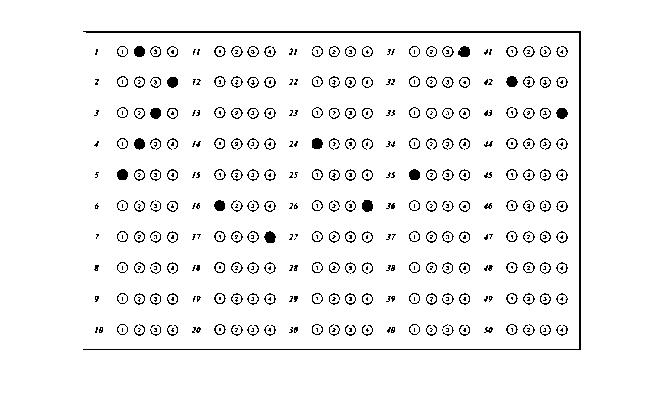 1 ① ③ ④ 11 ① ② ③ ④ 21 ① ② ③ ④ 31 ① ② ③ 41 ① ② ③ ④
2 ① ② ③ 12 ① ② ③ ④ 22 ① ② ③ ④ 32 ① ② ③ ④ 42 ② ③ ④
3 ① ② ④ 13 ① ② ③ ④ 23 ① ② ③ ④ 33 ① ② ③ ④ 43 ① ② ③
4 ① ③ ④ 14 ① ② ③ ④ 24 ② ③ ④ 34 ① ② ③ ④ 44 ① ② ③ ④
5 ② ③ ④ 15 ① ② ③ ④ 25 ① ② ③ ④ 35 ② ③ ④ 45 ① ② ③ ④
6 ① ② ③ ④ 16 ② ③ ④ 26 ① ② ③ 36 ① ② ③ ④ 46 ① ② ③ ④
7 ① ② ③ ④ 17 ① ② ③ 27 ① ② ③ ④ 37 ① ② ③ ④ 47 ① ② ③ ④
8 ① ② ③ ④ 18 ① ② ③ ④ 28 ① ② ③ ④ 38 ① ② ③ ④ 48 ① ② ③ ④
9 ① ② ③ ④ 19 ① ② ③ ④ 29 ① ② ③ ④ 39 ① ② ③ ④ 49 ① ② ③ ④
10 ① ② ③ ④ 20 ① ② ③ ④ 30 ① ② ③ ④ 40 ① ② ③ ④ 50 ① ② ③ ④